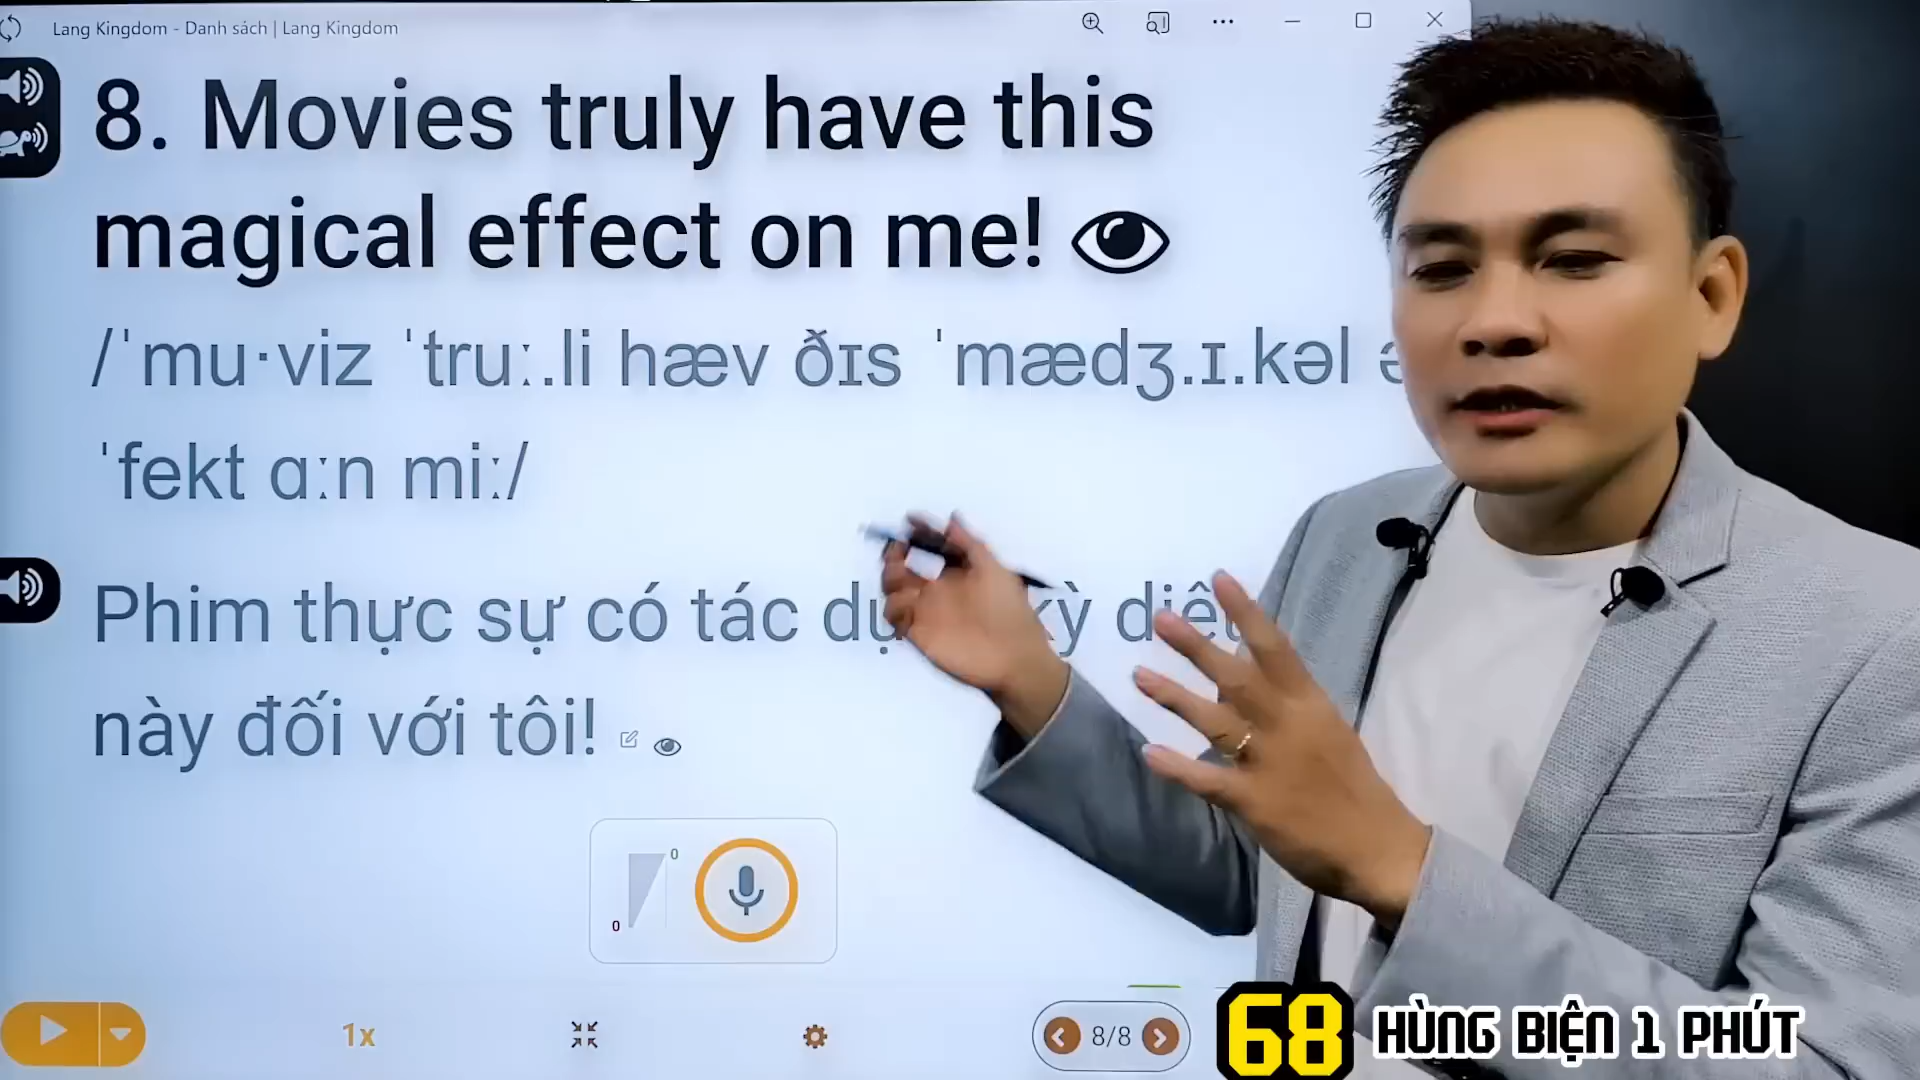 Lang Kingdom - Danh sách | Lang Kingdom
8. Movies truly have this
magical effect on me!
/ˈmu·viz ˈtruː.li hæv ðɪs ˈmædʒ.ɪ.kəl
ˈfekt ɑːn miː/
Phim thực sự có tác kỳ diệu
này đối với tôi!
0
0
1x
8/8
68 HÙNG BIỆN 1 PHÚT